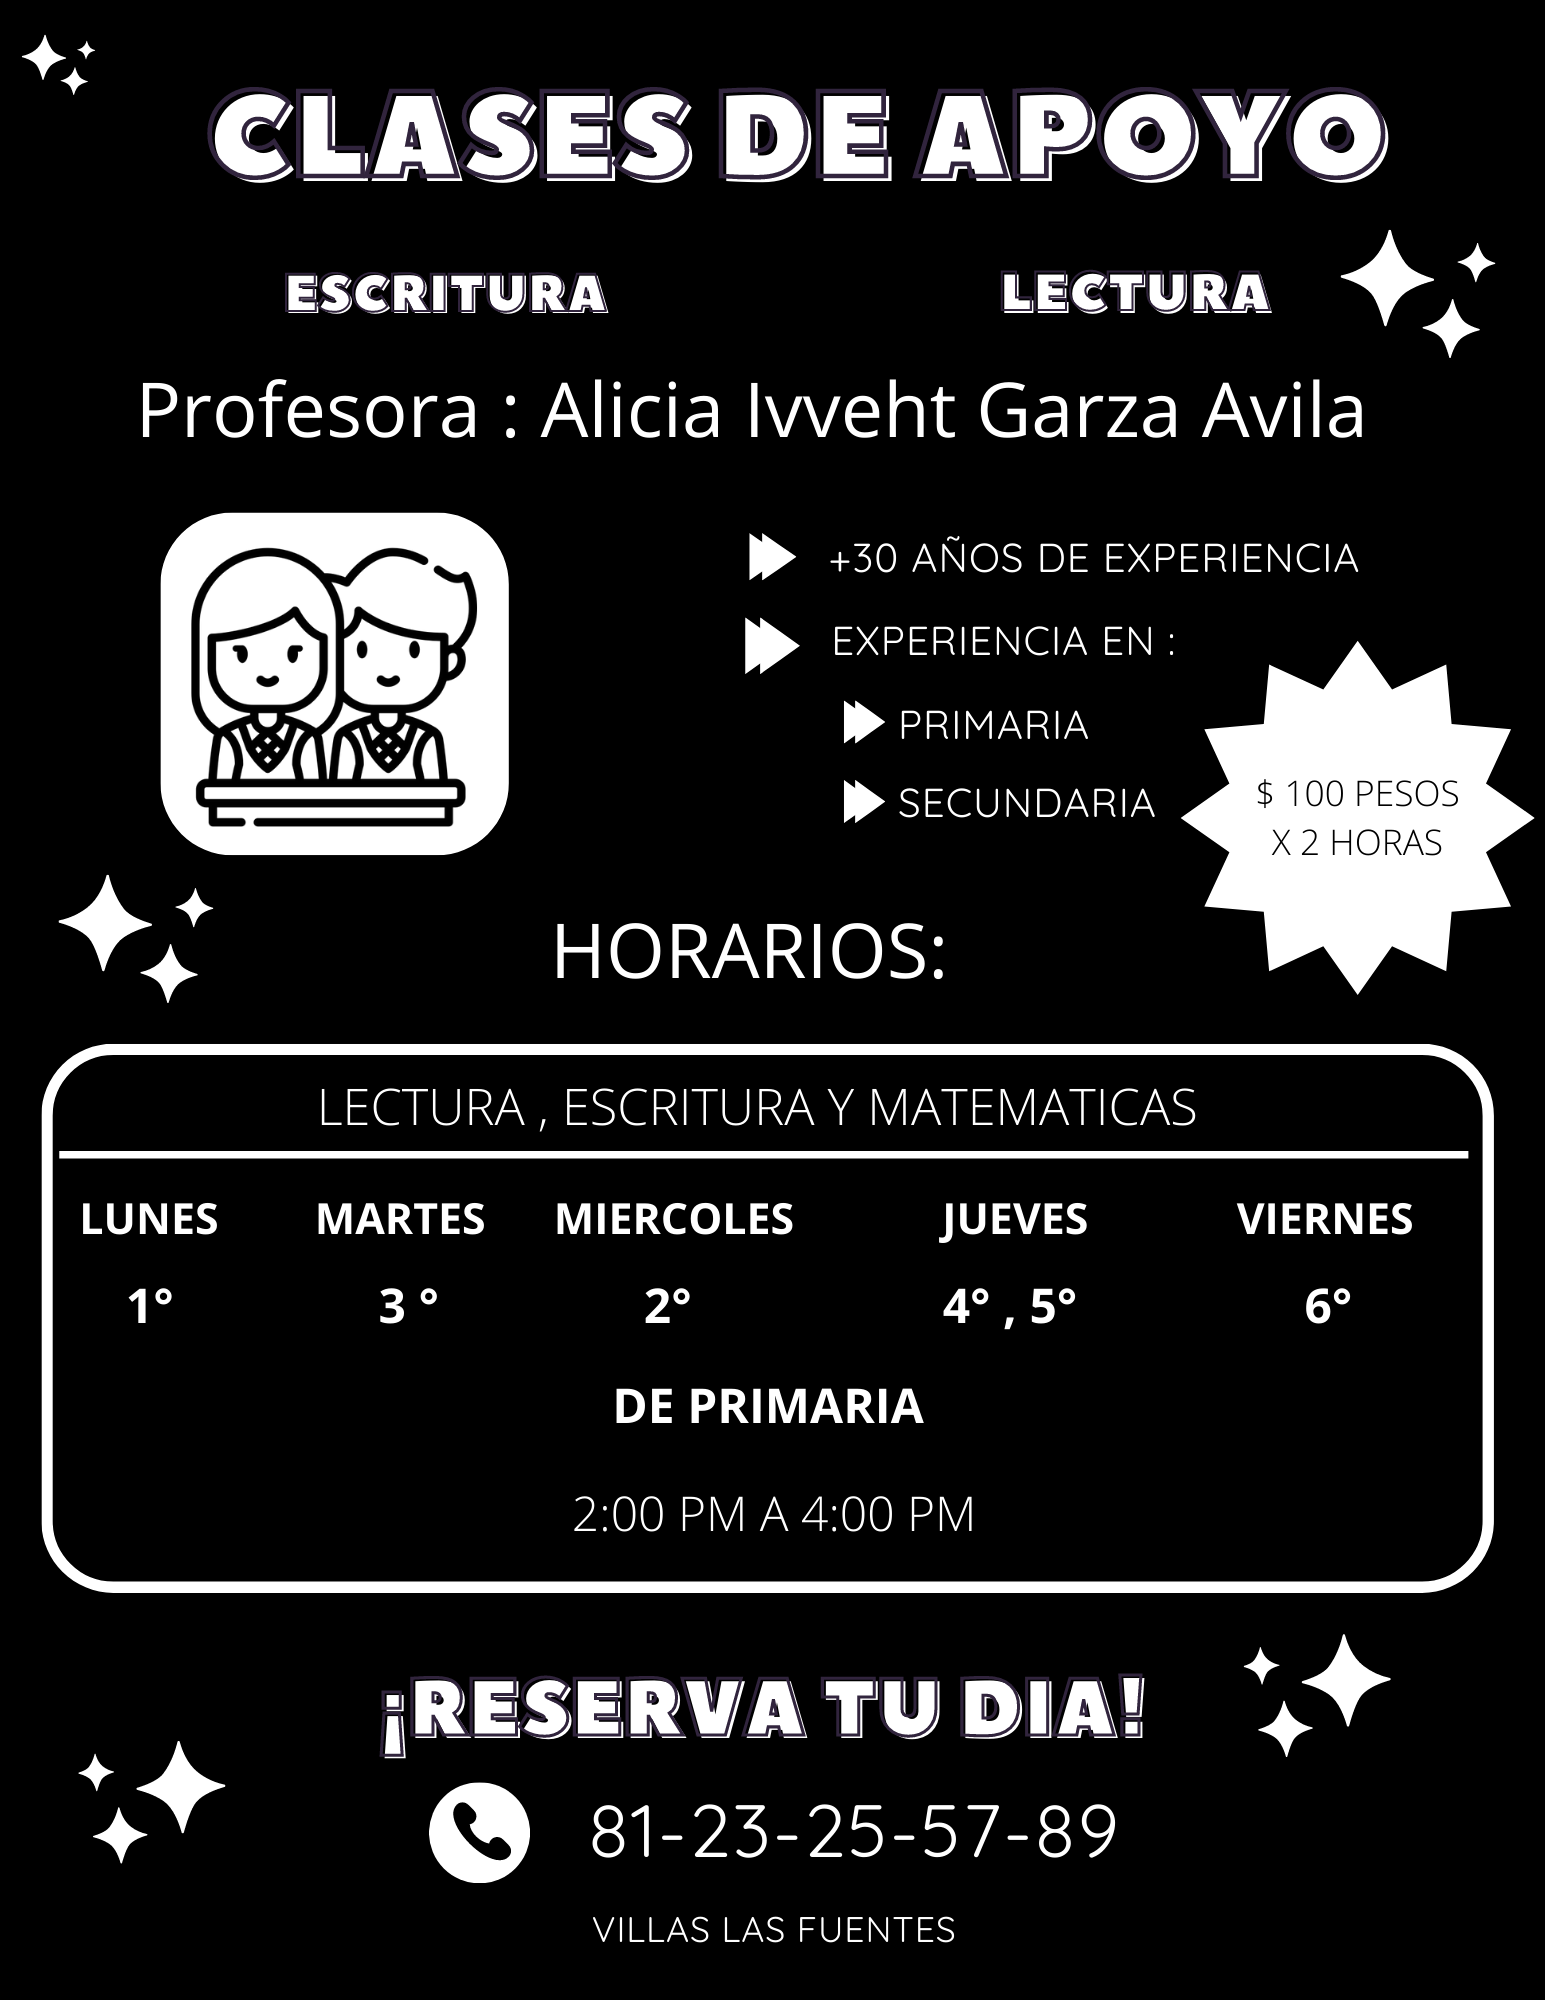 CLASES DE APOYO
ESCRITURA LECTURA
Profesora : Alicia Ivveht Garza Avila
+30 AÑOS DE EXPERIENCIA
EXPERIENCIA EN :
PRIMARIA
SECUNDARIA
$ 100 PESOS
X 2 HORAS
HORARIOS:
LECTURA , ESCRITURA Y MATEMATICAS
LUNES MARTES MIERCOLES JUEVES VIERNES
1° 3 ° 2° 4° , 5° 6°
DE PRIMARIA
2:00 PM A 4:00 PM
¡RESERVA TU DIA!
81-23-25-57-89
VILLAS LAS FUENTES